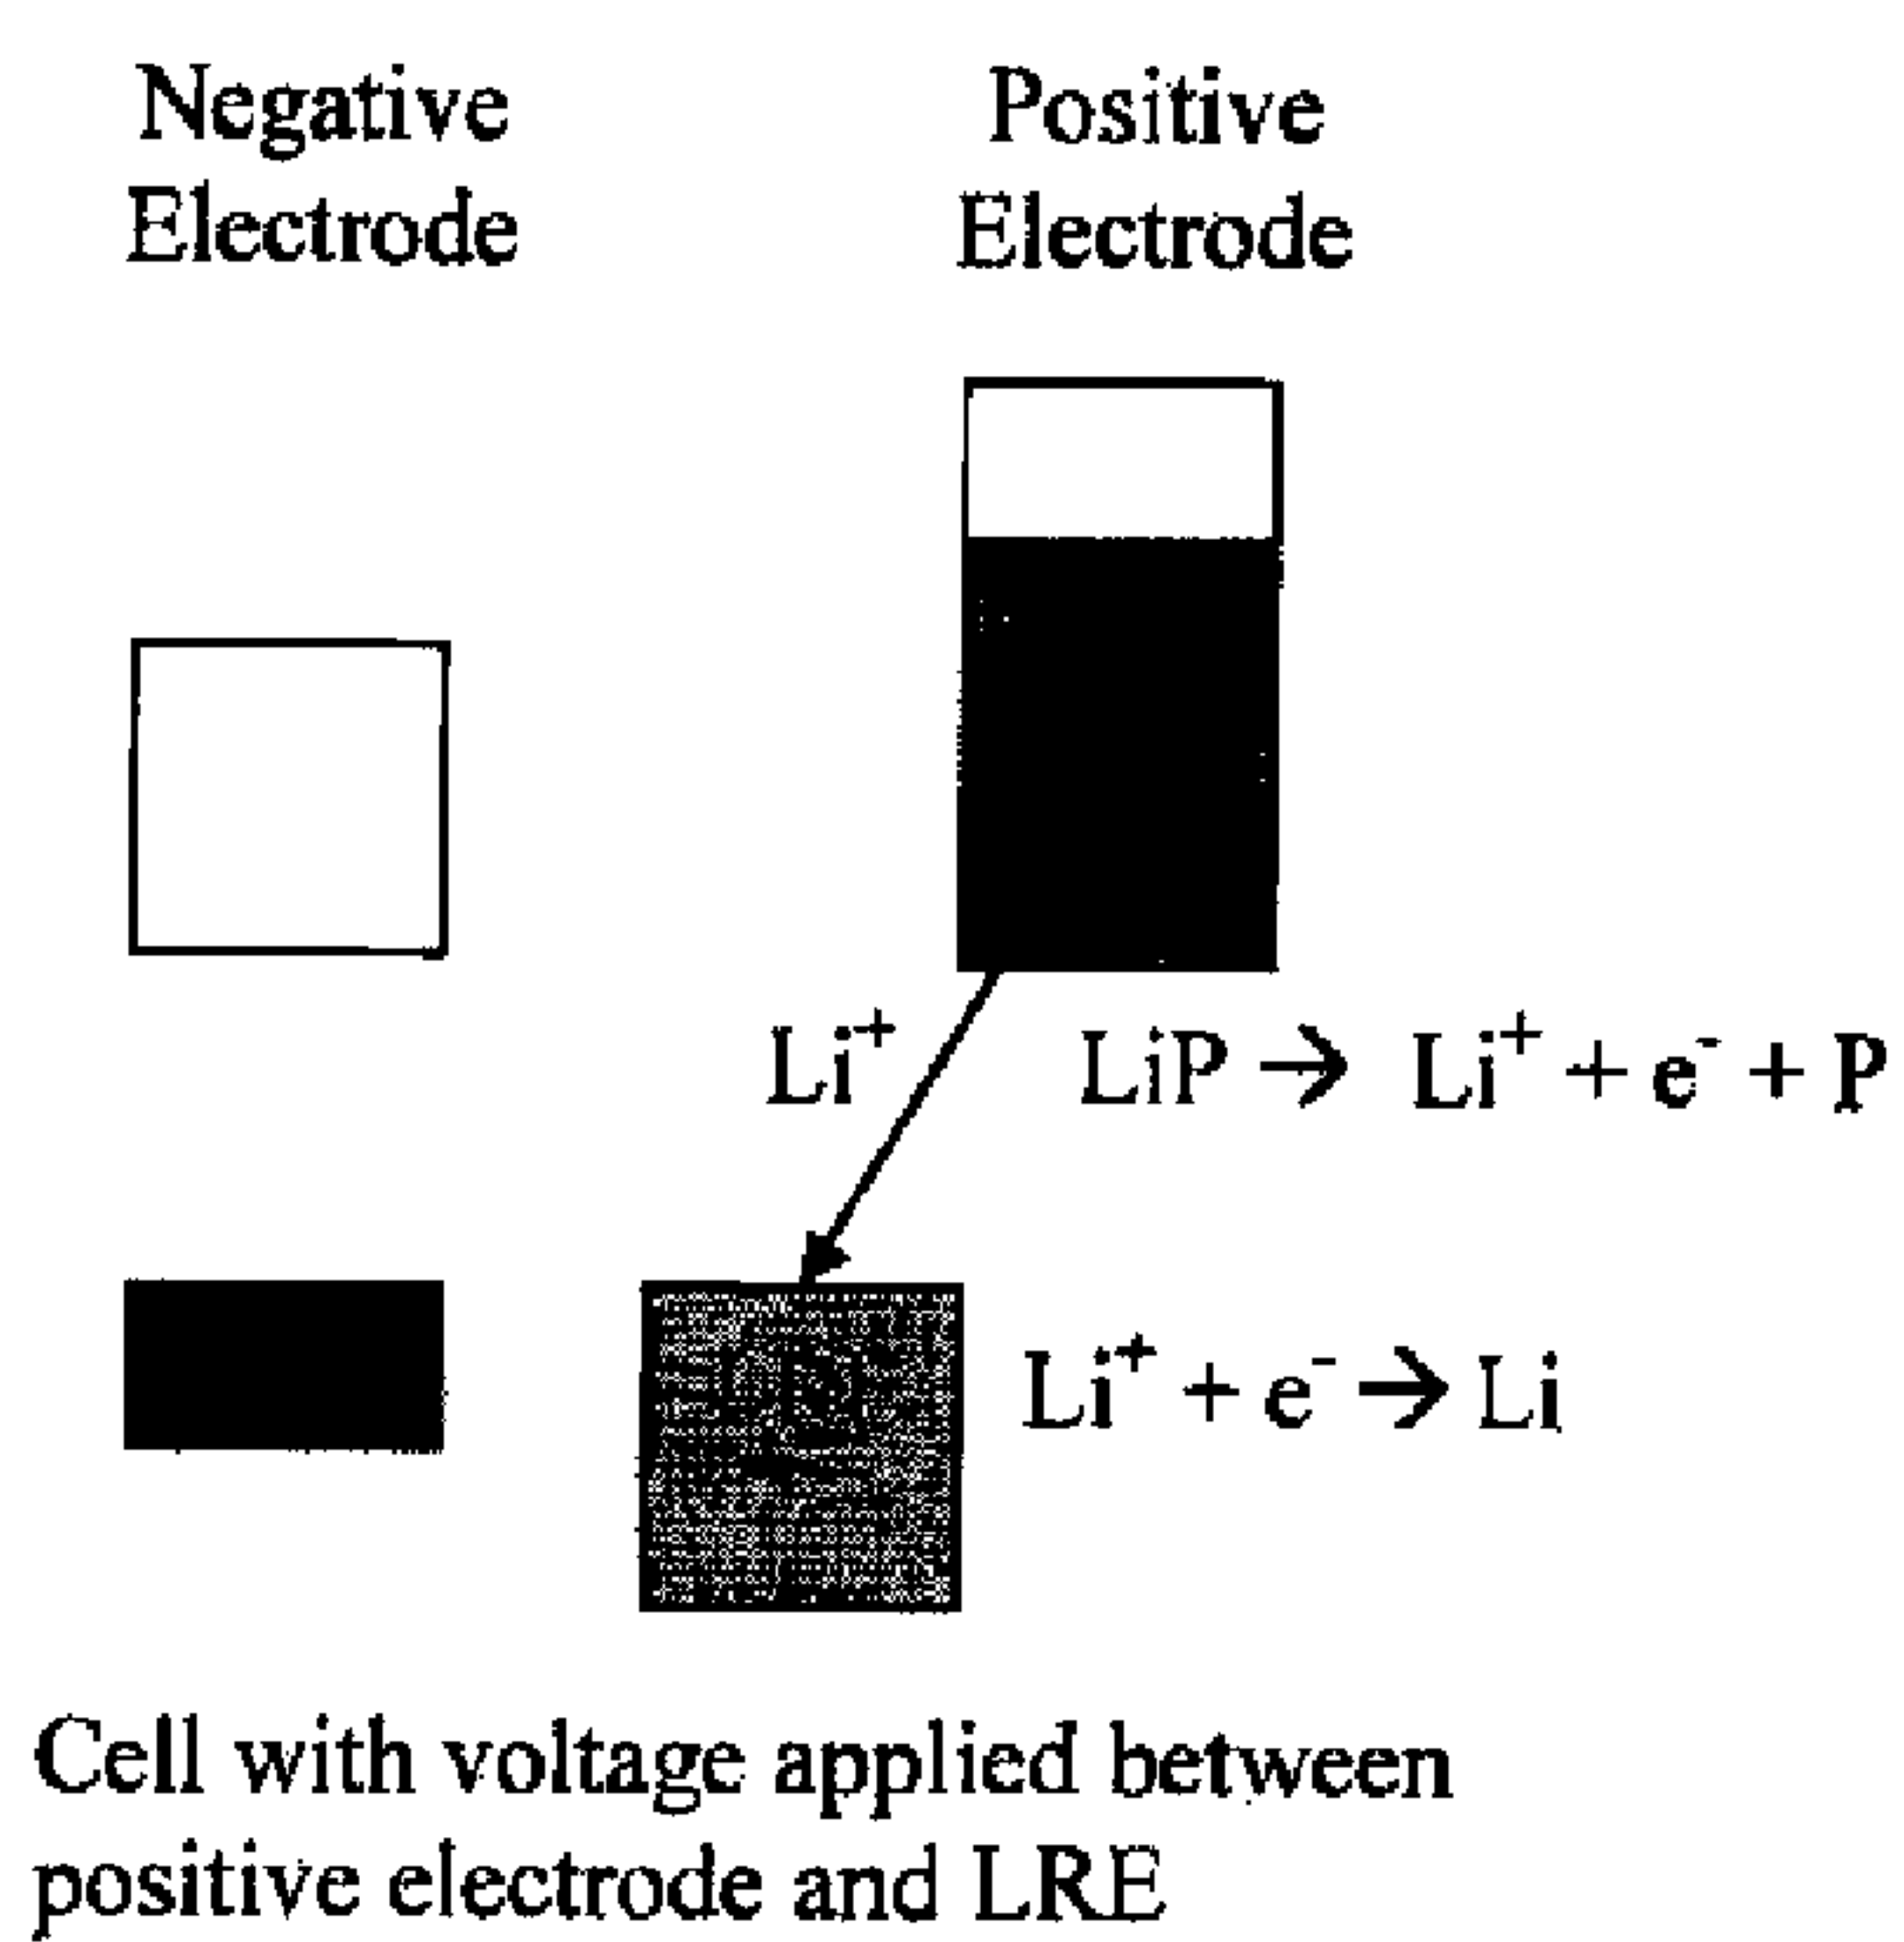 Negative
Electrode
Positive
Electrode
Li⁺
LiP → Li⁺ + e⁻ + P
Li⁺ + e⁻ → Li
Cell with voltage applied between
positive electrode and LRE